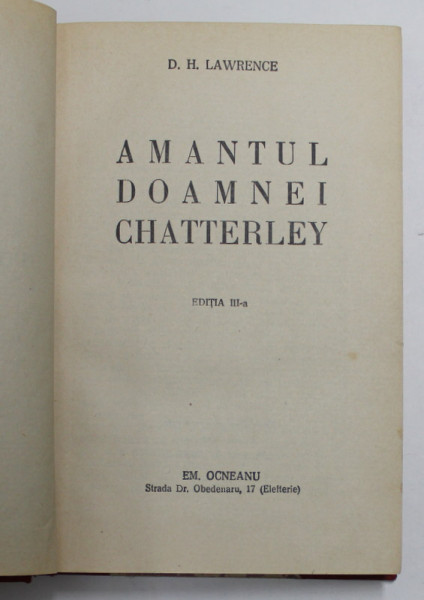 D. H. LAWRENCE
AMANTUL
DOAMNEI
CHATTERLEY
EDIȚIA III-a
EM. OCNEANU
Strada Dr. Obedenaru, 17 (Elefterie)